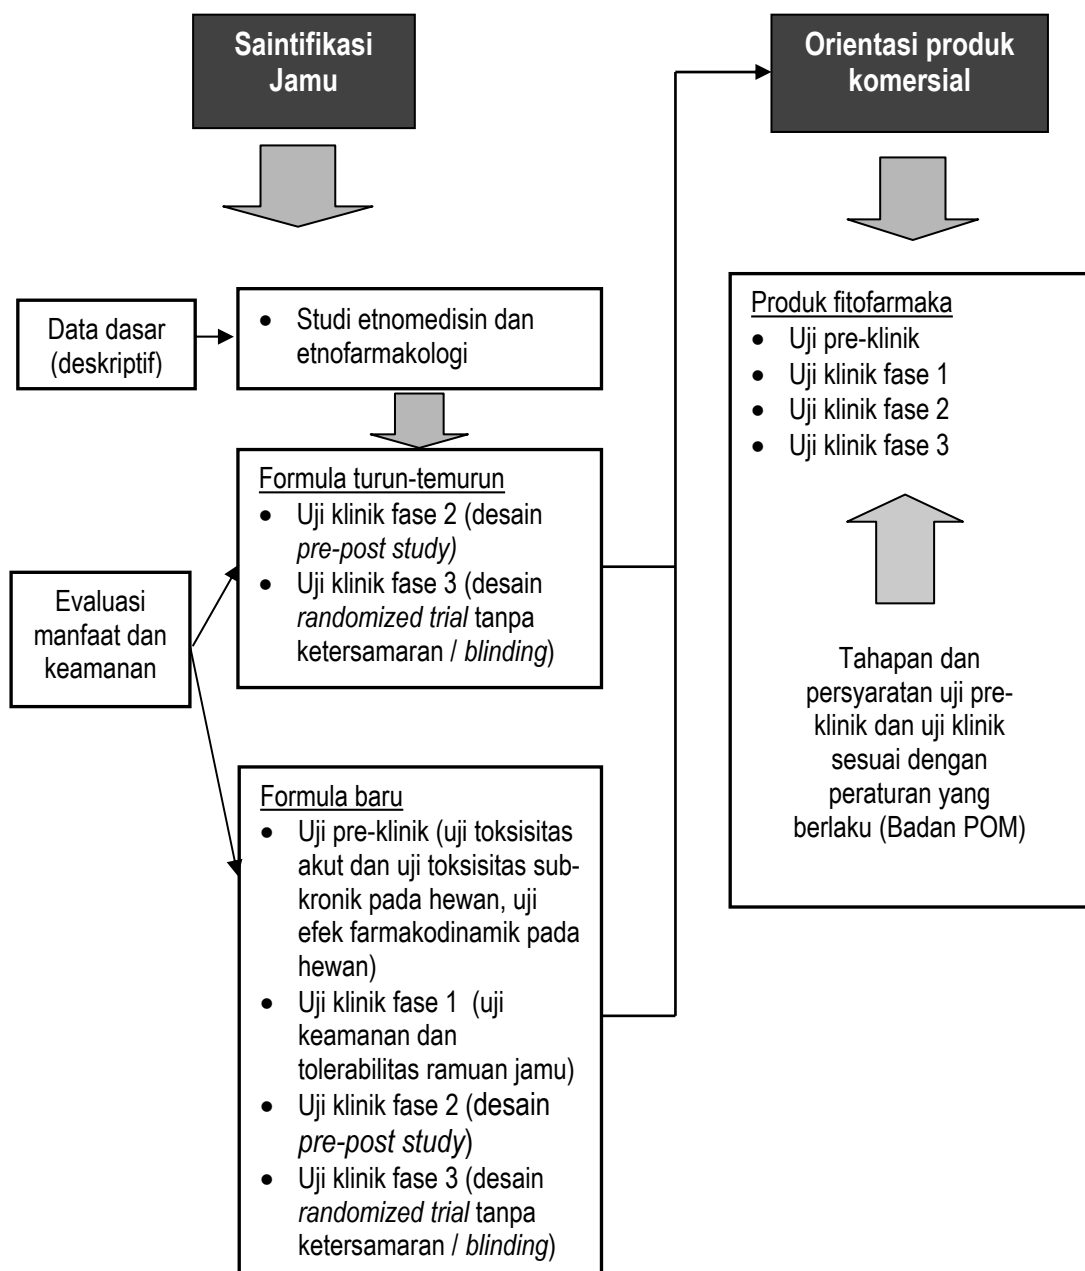 Saintifikasi
Jamu
Data dasar
(deskriptif)
• Studi etnomedisin dan
etnofarmakologi
Formula turun-temurun
• Uji klinik fase 2 (desain
pre-post study)
• Uji klinik fase 3 (desain
randomized trial tanpa
ketersamaran / blinding)
Evaluasi
manfaat dan
keamanan
Formula baru
• Uji pre-klinik (uji toksisitas
akut dan uji toksisitas sub-
kronik pada hewan, uji
efek farmakodinamik pada
hewan)
• Uji klinik fase 1 (uji
keamanan dan
tolerabilitas ramuan jamu)
• Uji klinik fase 2 (desain
pre-post study)
• Uji klinik fase 3 (desain
randomized trial tanpa
ketersamaran / blinding)
Orientasi produk
komersial
Produk fitofarmaka
• Uji pre-klinik
• Uji klinik fase 1
• Uji klinik fase 2
• Uji klinik fase 3
Tahapan dan
persyaratan uji pre-
klinik dan uji klinik
sesuai dengan
peraturan yang
berlaku (Badan POM)